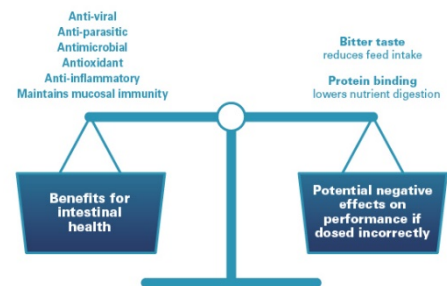 Anti-viral
Anti-parasitic
Antimicrobial
Antioxidant
Anti-inflammatory
Maintains mucosal immunity
Bitter taste
reduces feed intake
Protein binding
lowers nutrient digestion
Benefits for
intestinal
health
Potential negative
effects on
performance if
dosed incorrectly